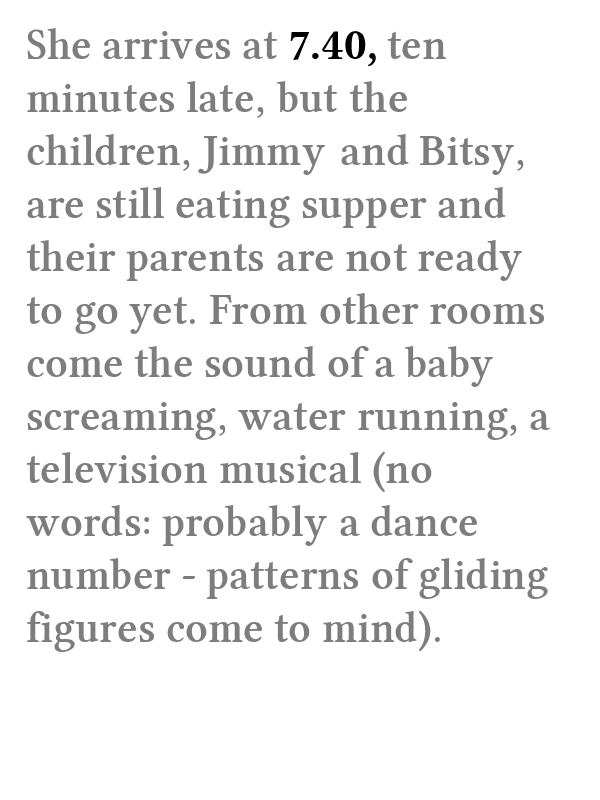 She arrives at 7.40, ten
minutes late, but the
children, Jimmy and Bitsy,
are still eating supper and
their parents are not ready
to go yet. From other rooms
come the sound of a baby
screaming, water running, a
television musical (no
words: probably a dance
number - patterns of gliding
figures come to mind).